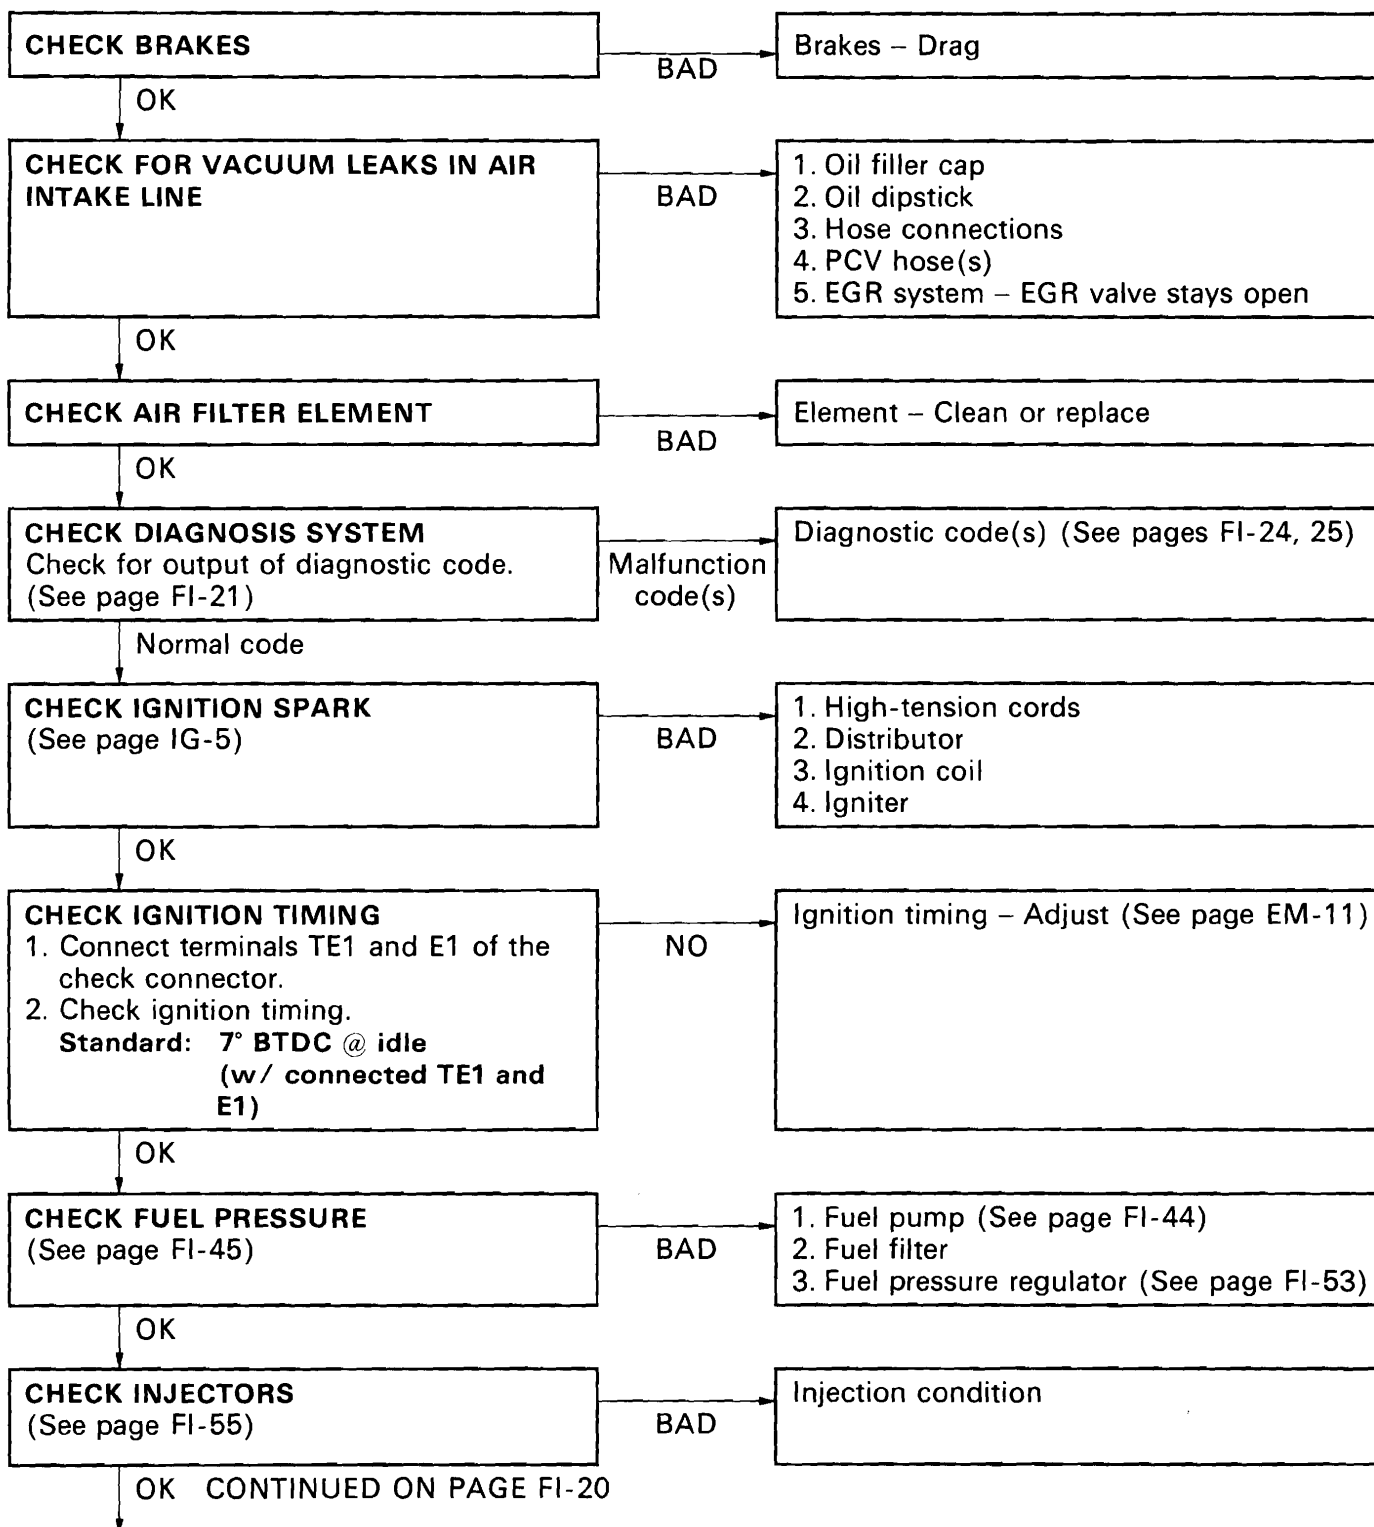 CHECK BRAKES
BAD
Brakes – Drag
OK
CHECK FOR VACUUM LEAKS IN AIR
INTAKE LINE
BAD
1. Oil filler cap
2. Oil dipstick
3. Hose connections
4. PCV hose(s)
5. EGR system – EGR valve stays open
OK
CHECK AIR FILTER ELEMENT
BAD
Element – Clean or replace
OK
CHECK DIAGNOSIS SYSTEM
Check for output of diagnostic code.
(See page FI-21)
Malfunction
code(s)
Diagnostic code(s) (See pages FI-24, 25)
Normal code
CHECK IGNITION SPARK
(See page IG-5)
BAD
1. High-tension cords
2. Distributor
3. Ignition coil
4. Igniter
OK
CHECK IGNITION TIMING
1. Connect terminals TE1 and E1 of the
check connector.
2. Check ignition timing.
Standard: 7° BTDC @ idle
(w/ connected TE1 and
E1)
NO
Ignition timing – Adjust (See page EM-11)
OK
CHECK FUEL PRESSURE
(See page FI-45)
BAD
1. Fuel pump (See page FI-44)
2. Fuel filter
3. Fuel pressure regulator (See page FI-53)
OK
CHECK INJECTORS
(See page FI-55)
BAD
Injection condition
OK CONTINUED ON PAGE FI-20